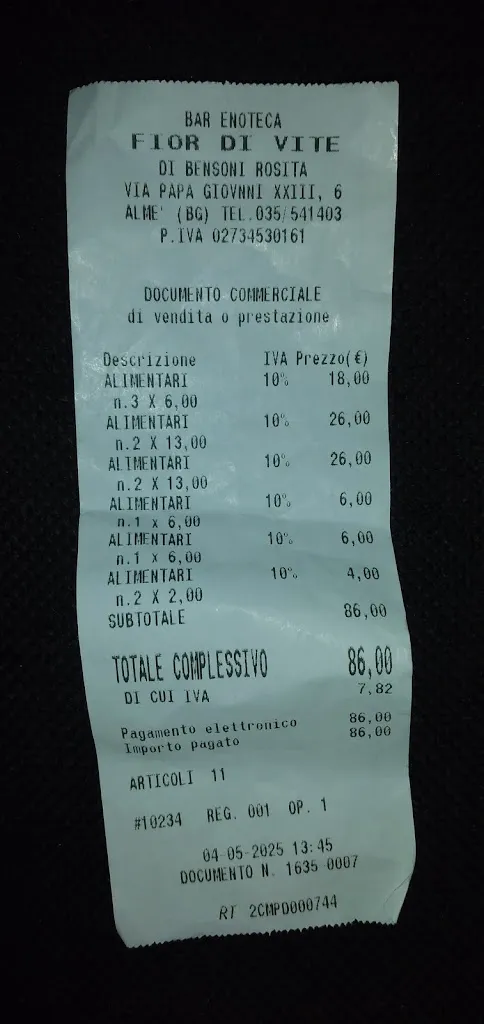 BAR ENOTECA
FIOR DI VITE
DI BENSONI ROSITA
VIA PAPA GIOVNNI XXIII, 6
ALME' (BG) TEL.035/541403
P.IVA 02734530161
DOCUMENTO COMMERCIALE
di vendita o prestazione
Descrizione IVA Prezzo(€)
ALIMENTARI 10% 18,00
n.3 X 6,00
ALIMENTARI 10% 26,00
n.2 X 13,00
ALIMENTARI 10% 26,00
n.2 X 13,00
ALIMENTARI 10% 6,00
n.1 x 6,00
ALIMENTARI 10% 6,00
n.1 X 6,00
ALIMENTARI 10% 4,00
n.2 X 2,00
SUBTOTALE 86,00
TOTALE COMPLESSIVO 86,00
DI CUI IVA 7,82
Pagamento elettronico 86,00
Importo pagato 86,00
ARTICOLI 11
#10234 REG. 001 OP. 1
04-05-2025 13:45
DOCUMENTO N. 1635-0007
RT 2CMPD000744